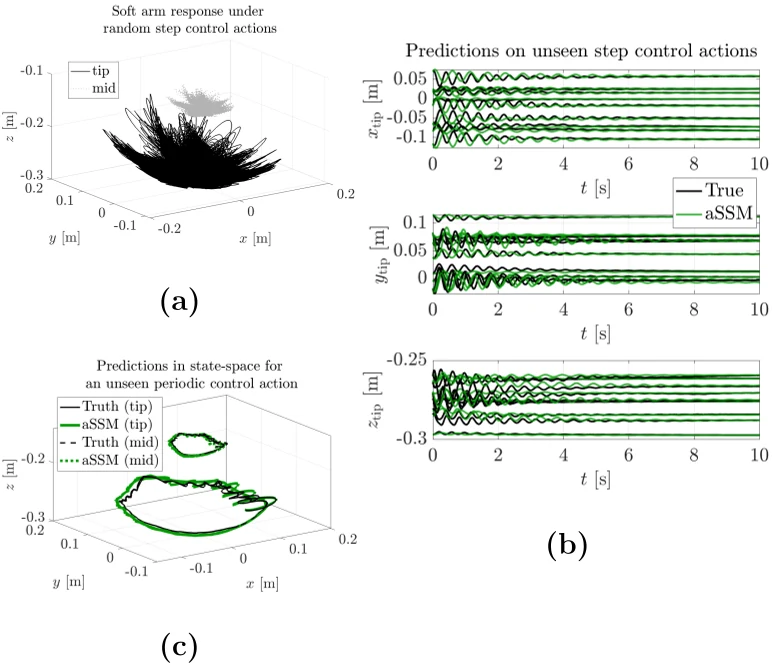 Soft arm response under
random step control actions
tip
mid
-0.1
-0.2
-0.3
z [m]
0.2
0.1
0
-0.1
y [m]
-0.2
0
0.2
x [m]
(a)
Predictions on unseen step control actions
0.05
0
-0.05
-0.1
x_tip [m]
0 2 4 6 8 10
t [s]
True
aSSM
0.1
0.05
0
y_tip [m]
0 2 4 6 8 10
t [s]
-0.25
-0.3
z_tip [m]
0 2 4 6 8 10
t [s]
(b)
Predictions in state-space for
an unseen periodic control action
Truth (tip)
aSSM (tip)
Truth (mid)
aSSM (mid)
-0.2
-0.3
z [m]
0.2
0.1
0
-0.1
y [m]
-0.1
0
0.1
0.2
x [m]
(c)